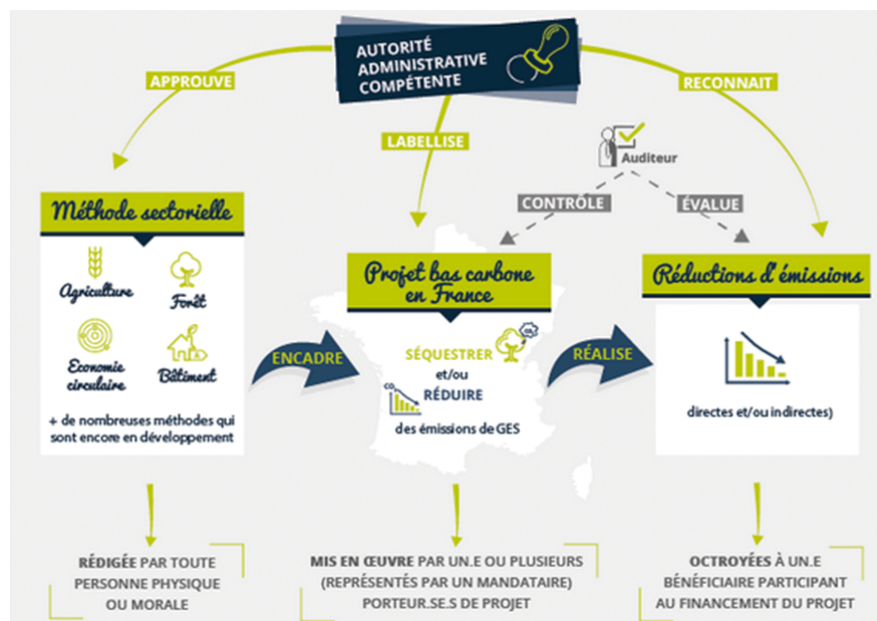 AUTORITÉ
ADMINISTRATIVE
COMPÉTENTE
APPROUVE
RECONNAIT
LABELLISE
Auditeur
CONTRÔLE
ÉVALUE
Méthode sectorielle
Agriculture
Forêt
Economie
circulaire
Bâtiment
+ de nombreuses méthodes qui
sont encore en développement
ENCADRE
Projet bas carbone
en France
SÉQUESTRER
CO₂
et/ou
CO₂
RÉDUIRE
des émissions de GES
RÉALISE
Réductions d'émissions
directes et/ou indirectes)
RÉDIGÉE PAR TOUTE
PERSONNE PHYSIQUE
OU MORALE
MIS EN ŒUVRE PAR UN.E OU PLUSIEURS
(REPRÉSENTÉS PAR UN MANDATAIRE)
PORTEUR.SE.S DE PROJET
OCTROYÉES À UN.E
BÉNÉFICIAIRE PARTICIPANT
AU FINANCEMENT DU PROJET